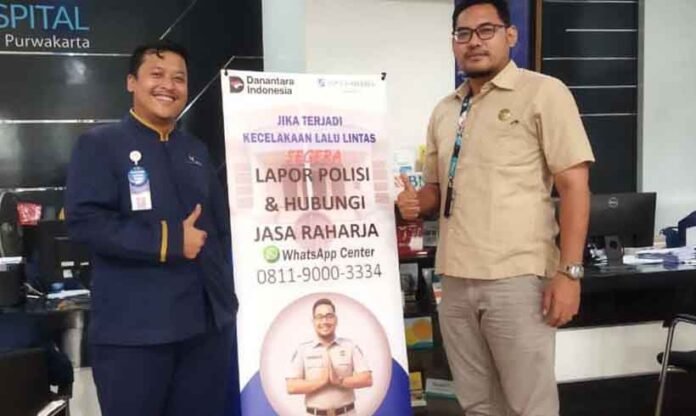 SPITAL
Purwakarta
Danantara
Indonesia
JIKA TERJADI
KECELAKAAN LALU LINTAS
SEGERA
LAPOR POLISI
& HUBUNGI
JASA RAHARJA
WhatsApp Center
0811-9000-3334